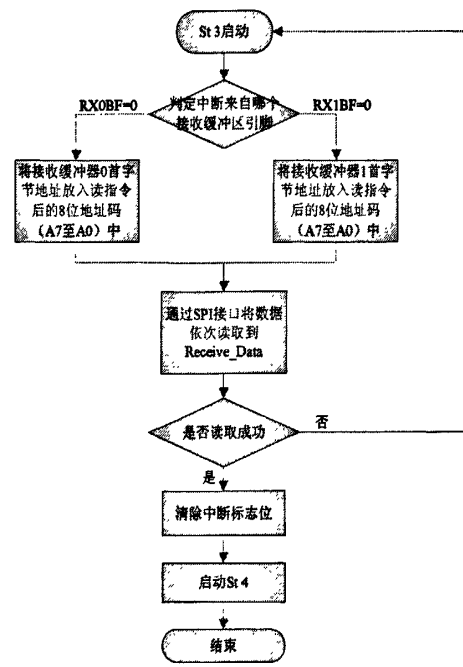 St 3启动
判定中断来自哪个
接收缓冲区引脚
RX0BF=0
RX1BF=0
将接收缓冲器0首字
节地址放入读指令
后的8位地址码
（A7至A0）中
将接收缓冲器1首字
节地址放入读指令
后的8位地址码
（A7至A0）中
通过SPI接口将数据
依次读取到
Receive_Data
是否读取成功
否
是
清除中断标志位
启动St 4
结束